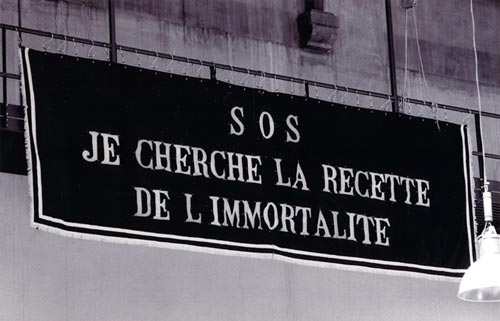 SOS
JE CHERCHE LA RECETTE
DE L IMMORTALITE